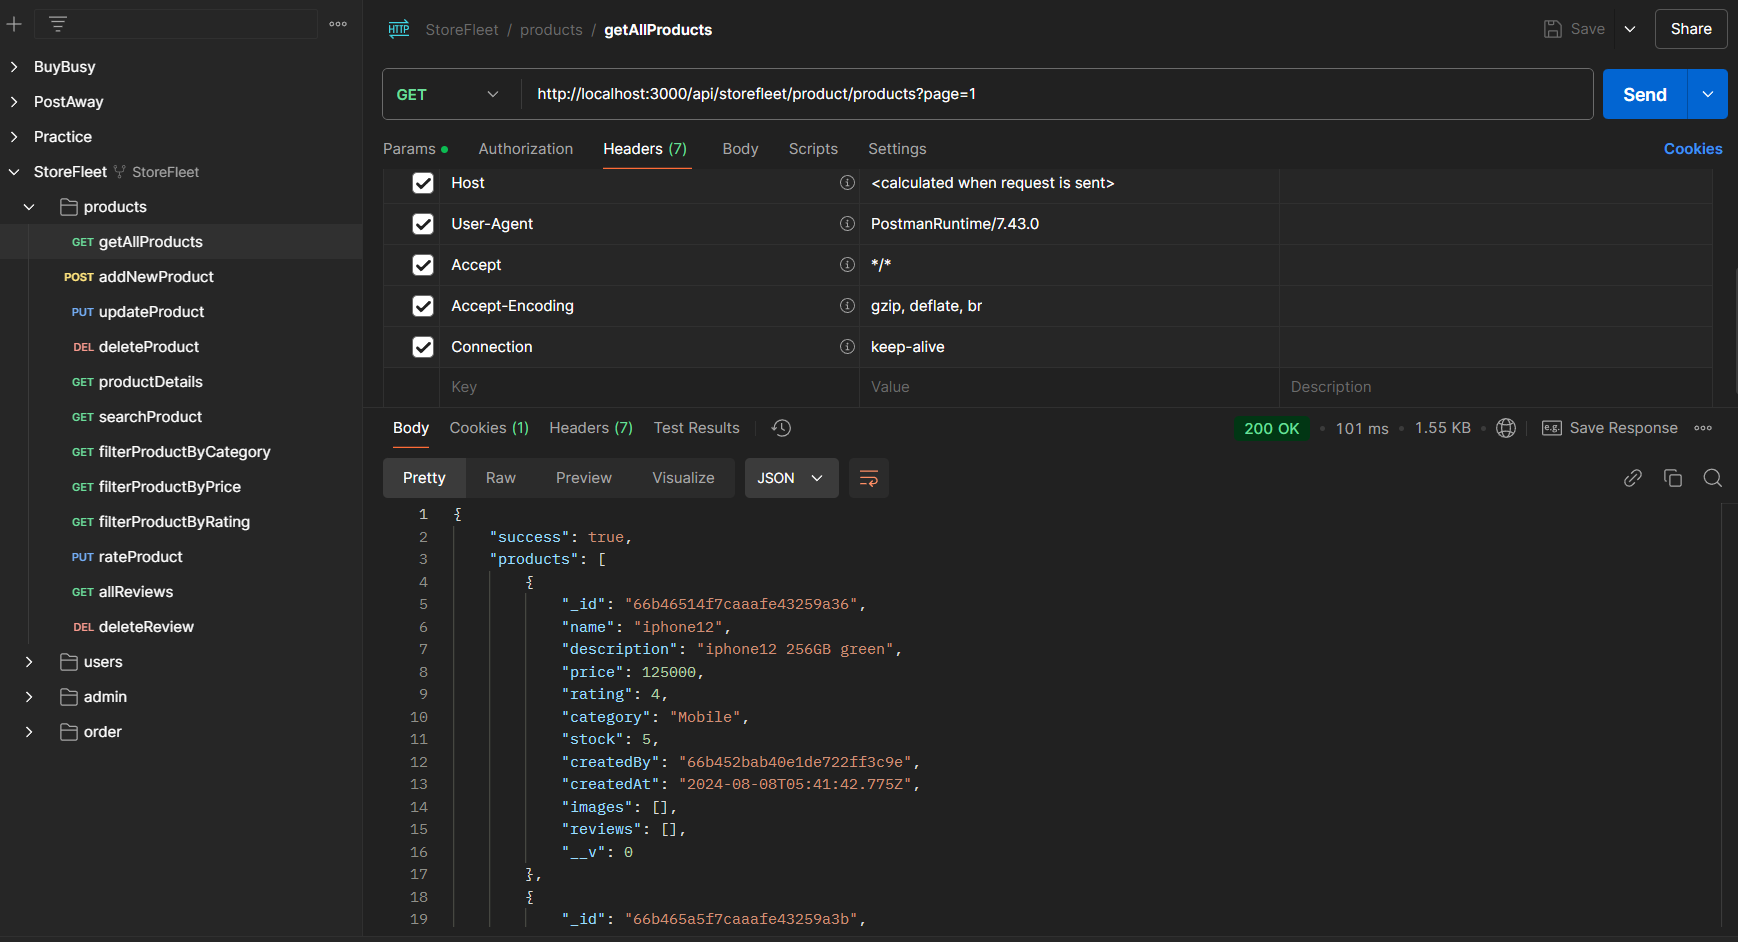 BuyBusy
PostAway
Practice
StoreFleet StoreFleet
products
GET getAllProducts
POST addNewProduct
PUT updateProduct
DEL deleteProduct
GET productDetails
GET searchProduct
GET filterProductByCategory
GET filterProductByPrice
GET filterProductByRating
PUT rateProduct
GET allReviews
DEL deleteReview
users
admin
order
HTTP StoreFleet / products / getAllProducts
Save Share
GET http://localhost:3000/api/storefleet/product/products?page=1 Send
Params Authorization Headers (7) Body Scripts Settings Cookies
Host <calculated when request is sent>
User-Agent PostmanRuntime/7.43.0
Accept */*
Accept-Encoding gzip, deflate, br
Connection keep-alive
Key Value Description
Body Cookies (1) Headers (7) Test Results 200 OK • 101 ms • 1.55 KB • e.g. Save Response
Pretty Raw Preview Visualize JSON
1 {
2 "success": true,
3 "products": [
4 {
5 "_id": "66b46514f7caaafe43259a36",
6 "name": "iphone12",
7 "description": "iphone12 256GB green",
8 "price": 125000,
9 "rating": 4,
10 "category": "Mobile",
11 "stock": 5,
12 "createdBy": "66b452bab40e1de722ff3c9e",
13 "createdAt": "2024-08-08T05:41:42.775Z",
14 "images": [],
15 "reviews": [],
16 "__v": 0
17 },
18 {
19 "_id": "66b465a5f7caaafe43259a3b",